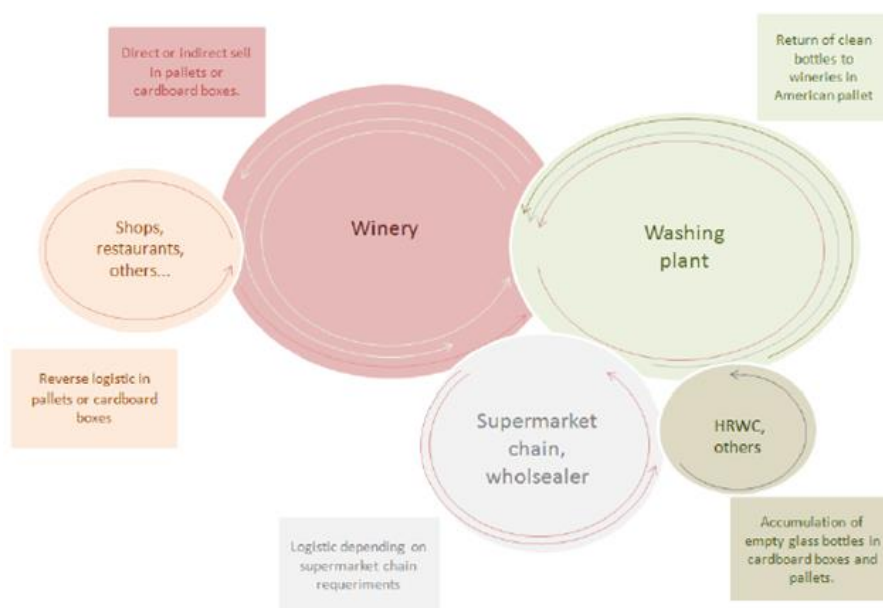 Direct or Indirect sell
in pallets or
cardboard boxes.
Return of clean
bottles to
wineries in
American pallet
Shops,
restaurants,
others...
Winery
Washing
plant
Reverse logistic in
pallets or cardboard
boxes
Supermarket
chain,
wholsealer
HRWC,
others
Logistic depending on
supermarket chain
requeriments
Accumulation of
empty glass bottles in
cardboard boxes and
pallets.